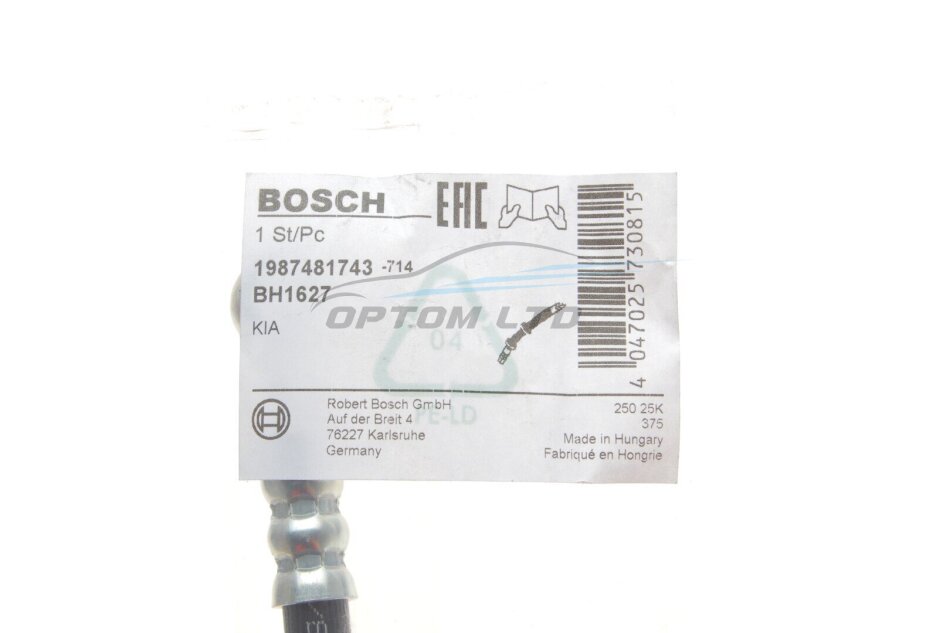 BOSCH
EAC
1 St/Pc
1987481743 -714
BH1627
KIA
OPTOM LTD
04
PE-LD
4 047025 730815
Robert Bosch GmbH
Auf der Breit 4
76227 Karlsruhe
Germany
250 25K
375
Made in Hungary
Fabriqué en Hongrie